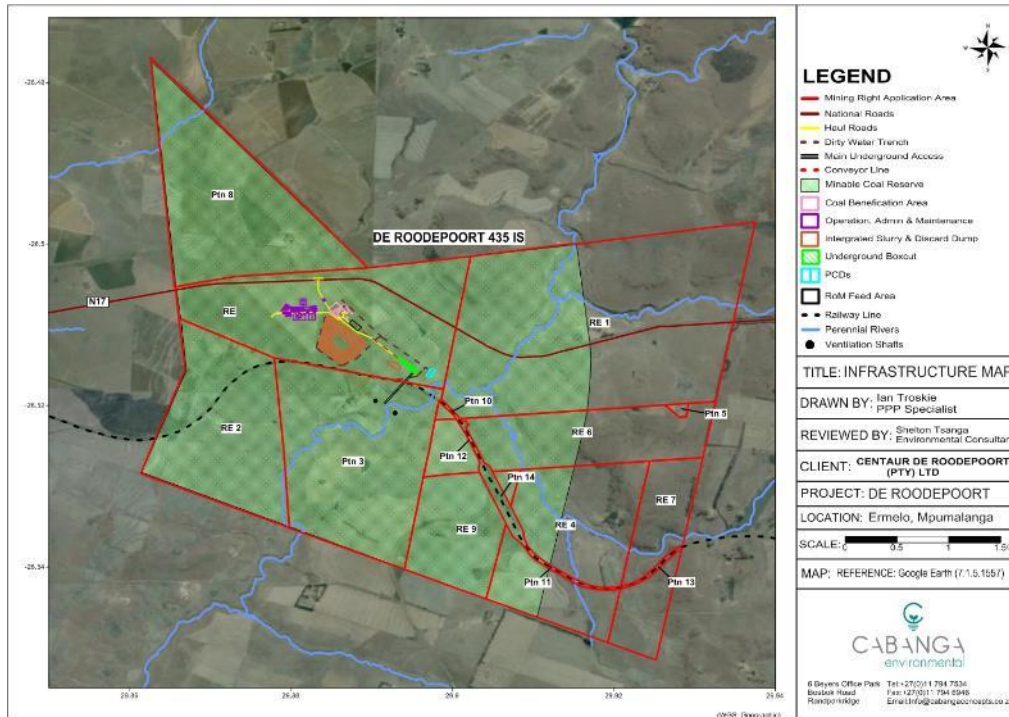 -26.48
-26.5
-26.52
-26.54
29.86
29.88
29.9
29.92
29.94
Ptn 8
DE ROODEPOORT 435 IS
N17
RE
RE 1
Ptn 10
Ptn 5
RE 2
RE 6
Ptn 3
Ptn 12
Ptn 14
RE 7
RE 9
RE 4
Ptn 11
Ptn 13
LEGEND
Mining Right Application Area
National Roads
Haul Roads
Dirty Water Trench
Main Underground Access
Conveyor Line
Minable Coal Reserve
Coal Benefication Area
Operation, Admin & Maintenance
Intergrated Slurry & Discard Dump
Underground Boxcut
PCDs
RoM Feed Area
Railway Line
Perennial Rivers
Ventilation Shafts
TITLE: INFRASTRUCTURE MAP
DRAWN BY: Ian Troskie
PPP Specialist
REVIEWED BY: Shelton Tsanga
Environmental Consultant
CLIENT: CENTAUR DE ROODEPOORT
(PTY) LTD
PROJECT: DE ROODEPOORT
LOCATION: Ermelo, Mpumalanga
SCALE: 0 0.5 1 1.50
MAP: REFERENCE: Google Earth (7.1.5.1557)
CABANGA
environmental
6 Beyers Office Park Tel:+27(0)11 794 7534
Bosbok Road Fax:+27(0)11 794 6946
Randparkridge Email:info@cabangaconcepts.co.z